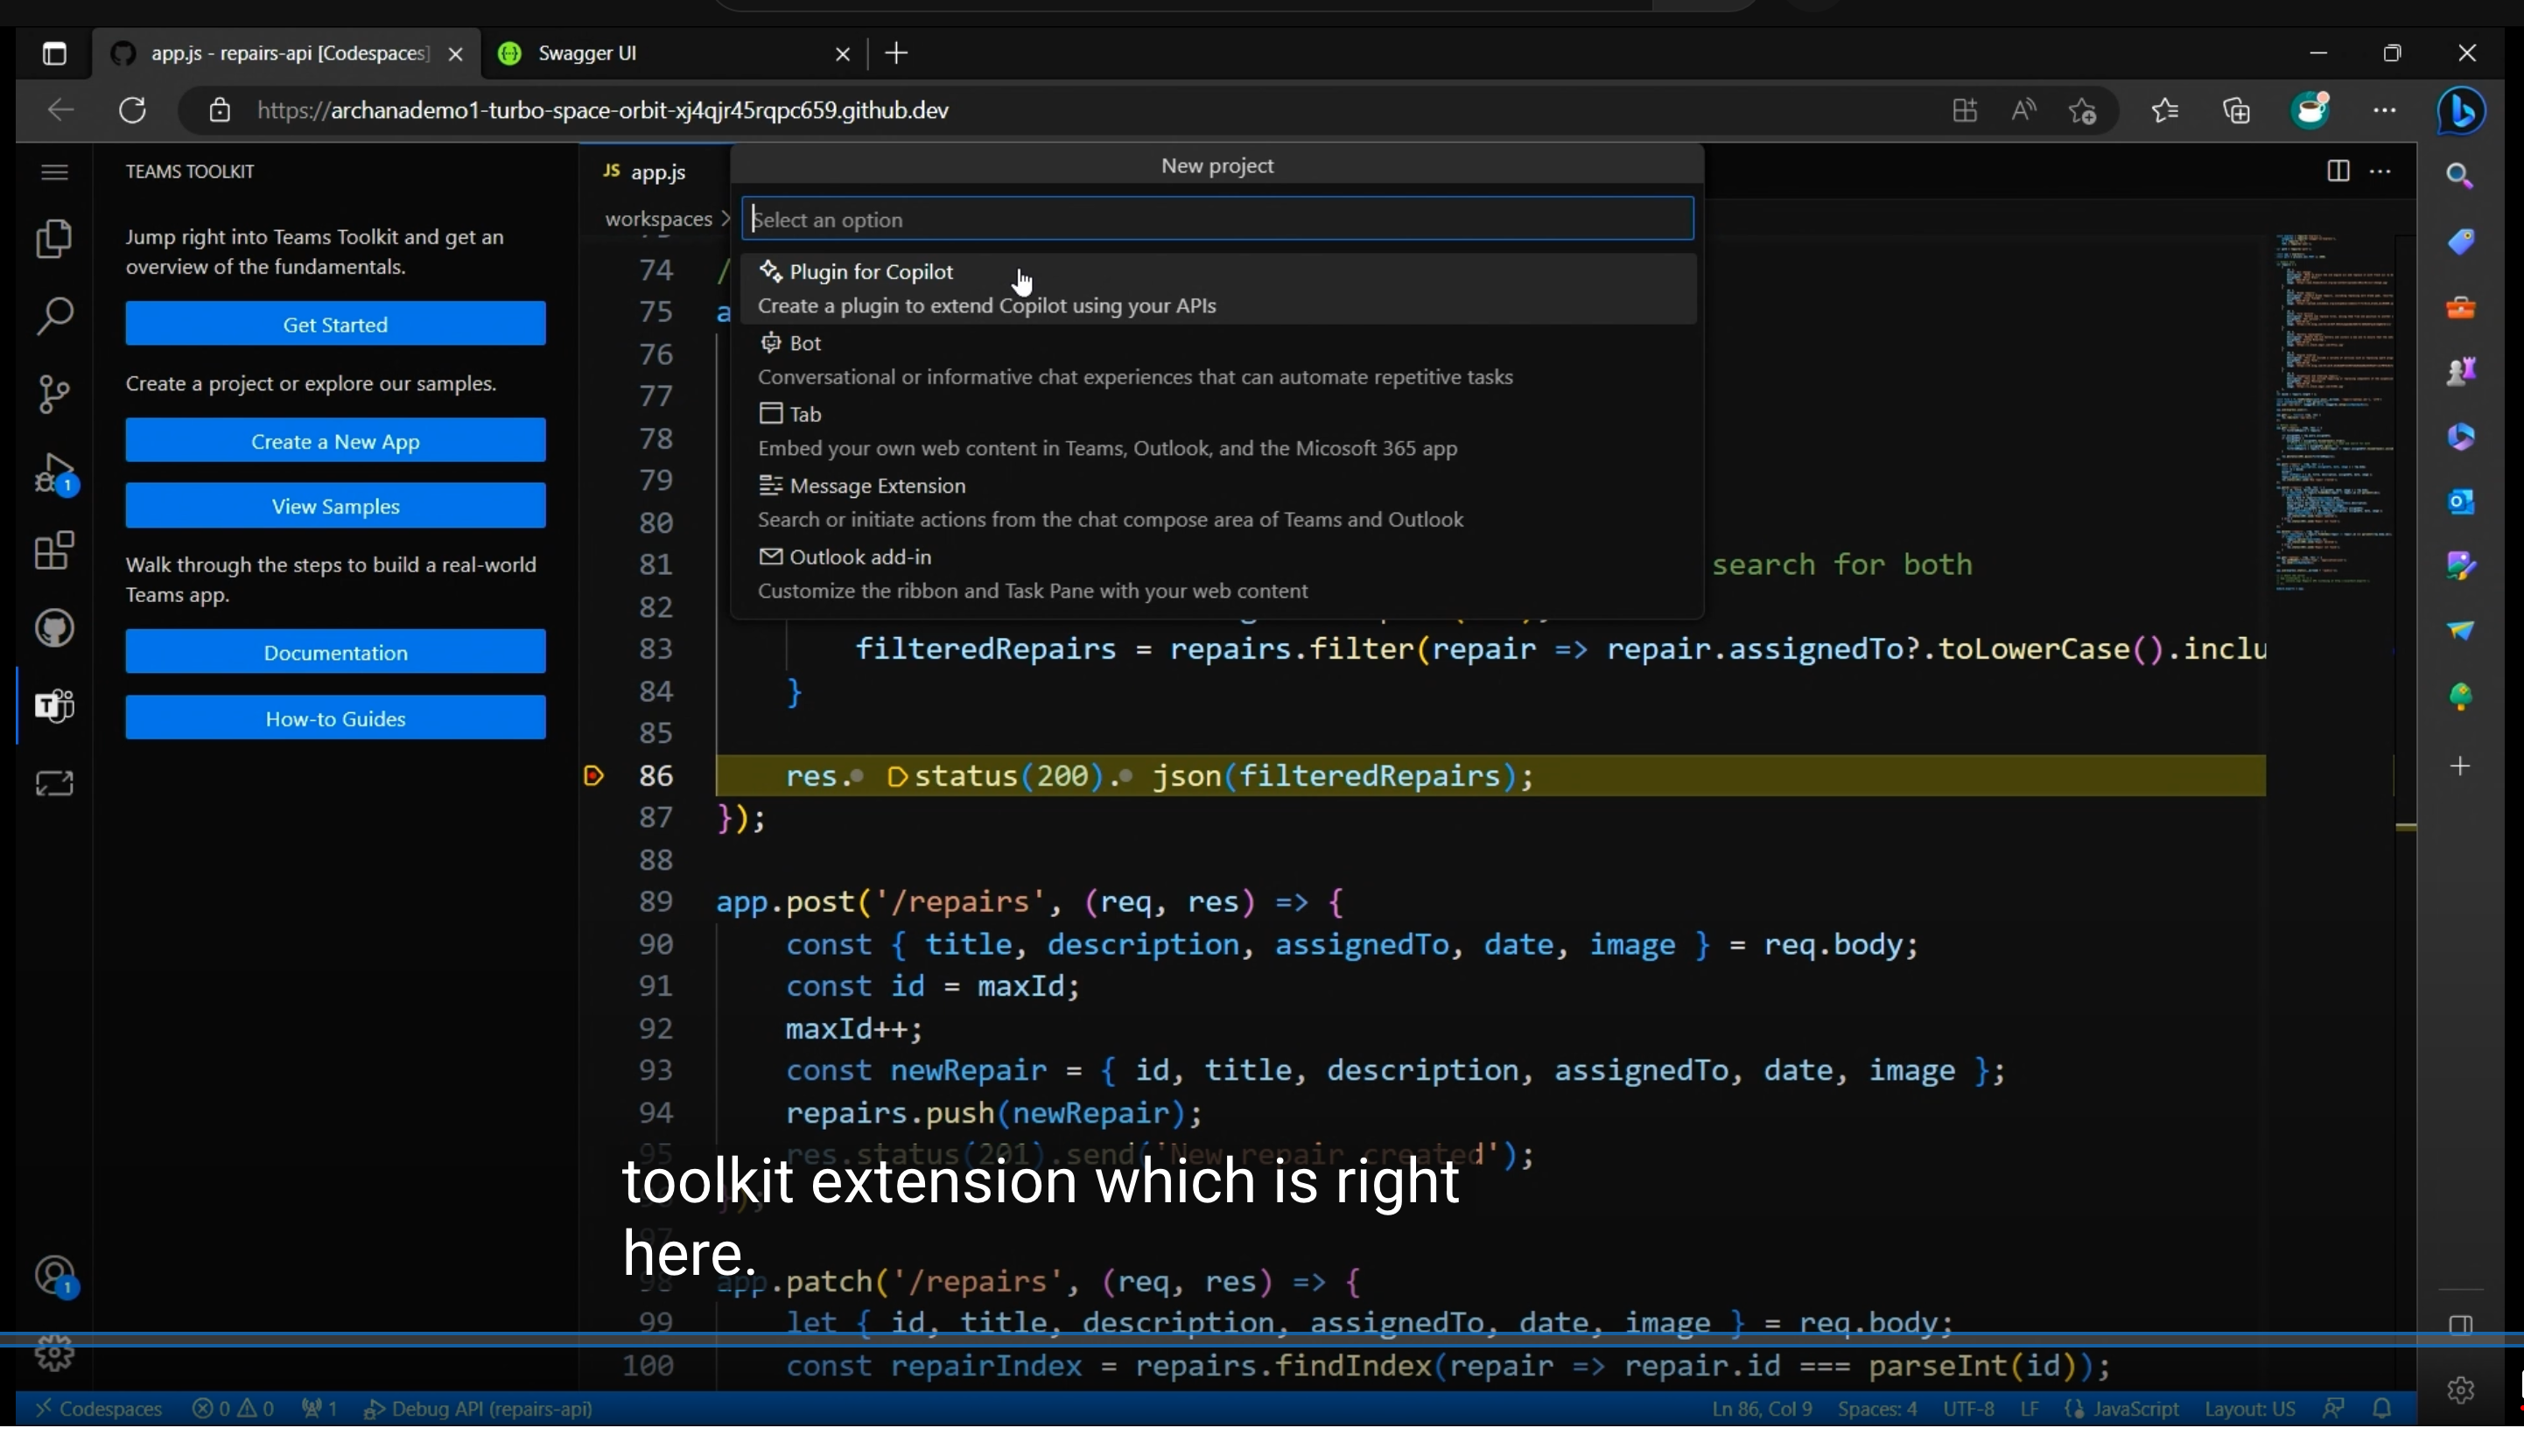 app.js - repairs-api [Codespaces]
Swagger UI
https://archanademo1-turbo-space-orbit-xj4qjr45rqpc659.github.dev
TEAMS TOOLKIT
Jump right into Teams Toolkit and get an
overview of the fundamentals.
Get Started
Create a project or explore our samples.
Create a New App
View Samples
Walk through the steps to build a real-world
Teams app.
Documentation
How-to Guides
1
1
JS app.js
workspaces >
New project
Select an option
Plugin for Copilot
Create a plugin to extend Copilot using your APIs
Bot
Conversational or informative chat experiences that can automate repetitive tasks
Tab
Embed your own web content in Teams, Outlook, and the Micosoft 365 app
Message Extension
Search or initiate actions from the chat compose area of Teams and Outlook
Outlook add-in
Customize the ribbon and Task Pane with your web content
74 /
75 a
76
77
78
79
80
81 search for both
82
83 filteredRepairs = repairs.filter(repair => repair.assignedTo?.toLowerCase().inclu
84 }
85
86 res. status(200). json(filteredRepairs);
87 });
88
89 app.post('/repairs', (req, res) => {
90 const { title, description, assignedTo, date, image } = req.body;
91 const id = maxId;
92 maxId++;
93 const newRepair = { id, title, description, assignedTo, date, image };
94 repairs.push(newRepair);
95 res.status(201).send('New repair created');
96 });
97
98 app.patch('/repairs', (req, res) => {
99 let { id, title, description, assignedTo, date, image } = req.body;
100 const repairIndex = repairs.findIndex(repair => repair.id === parseInt(id));
toolkit extension which is right
here.
Codespaces 0 0 1 Debug API (repairs-api) Ln 86, Col 9 Spaces: 4 UTF-8 LF JavaScript Layout: US